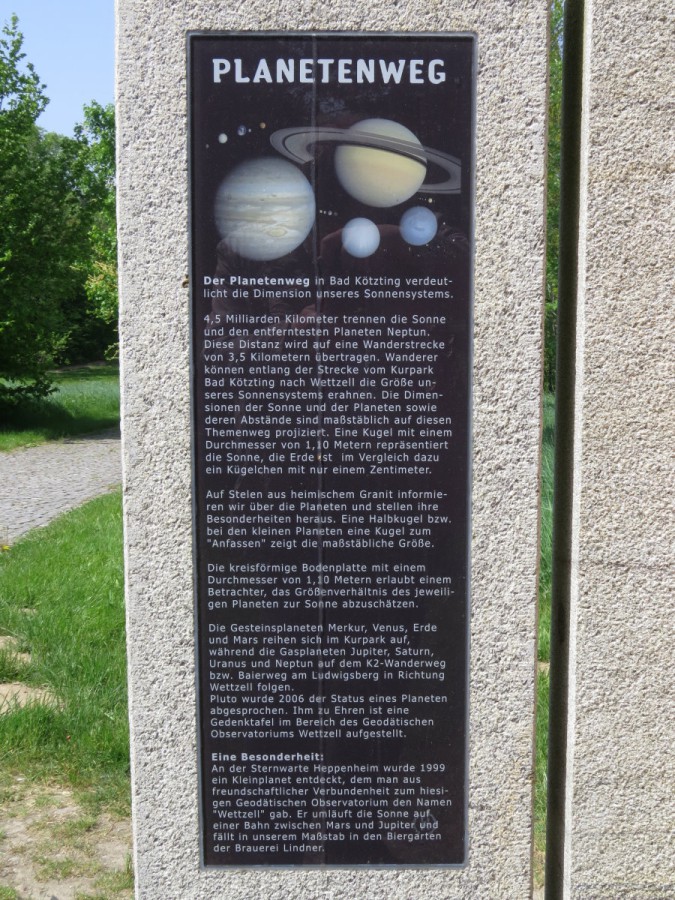 PLANETENWEG
Der Planetenweg in Bad Kötzting verdeut-
licht die Dimension unseres Sonnensystems.
4,5 Milliarden Kilometer trennen die Sonne
und den entferntesten Planeten Neptun.
Diese Distanz wird auf eine Wanderstrecke
von 3,5 Kilometern übertragen. Wanderer
können entlang der Strecke vom Kurpark
Bad Kötzting nach Wettzell die Größe un-
seres Sonnensystems erahnen. Die Dimen-
sionen der Sonne und der Planeten sowie
deren Abstände sind maßstäblich auf diesen
Themenweg projiziert. Eine Kugel mit einem
Durchmesser von 1,10 Metern repräsentiert
die Sonne, die Erde ist im Vergleich dazu
ein Kügelchen mit nur einem Zentimeter.
Auf Stelen aus heimischem Granit informie-
ren wir über die Planeten und stellen ihre
Besonderheiten heraus. Eine Halbkugel bzw.
bei den kleinen Planeten eine Kugel zum
"Anfassen" zeigt die maßstäbliche Größe.
Die kreisförmige Bodenplatte mit einem
Durchmesser von 1,10 Metern erlaubt einem
Betrachter, das Größenverhältnis des jeweili-
gen Planeten zur Sonne abzuschätzen.
Die Gesteinsplaneten Merkur, Venus, Erde
und Mars reihen sich im Kurpark auf,
während die Gasplaneten Jupiter, Saturn,
Uranus und Neptun auf dem K2-Wanderweg
bzw. Baierweg am Ludwigsberg in Richtung
Wettzell folgen.
Pluto wurde 2006 der Status eines Planeten
abgesprochen. Ihm zu Ehren ist eine
Gedenktafel im Bereich des Geodätischen
Observatoriums Wettzell aufgestellt.
Eine Besonderheit:
An der Sternwarte Heppenheim wurde 1999
ein Kleinplanet entdeckt, dem man aus
freundschaftlicher Verbundenheit zum hiesi-
gen Geodätischen Observatorium den Namen
"Wettzell" gab. Er umläuft die Sonne auf
einer Bahn zwischen Mars und Jupiter und
fällt in unserem Maßstab in den Biergarten
der Brauerei Lindner.